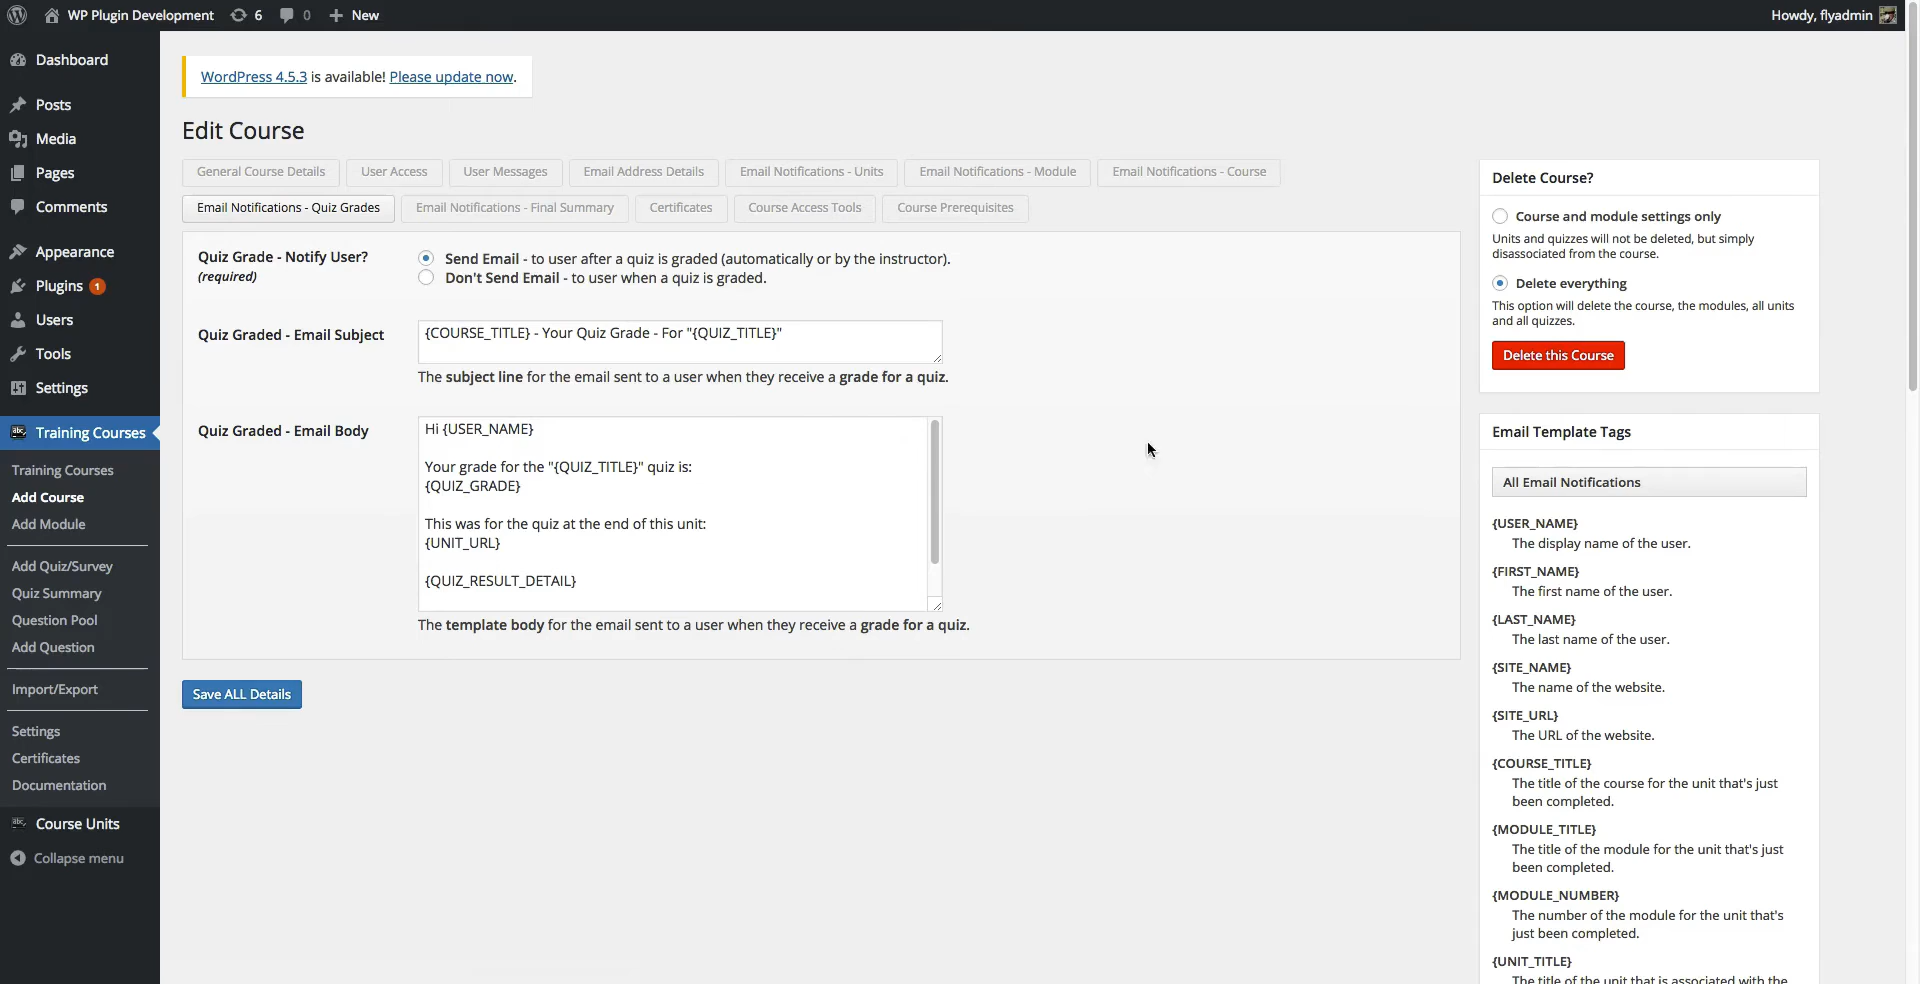 WP Plugin Development 6 0 New
Howdy, flyadmin
Dashboard
Posts
Media
Pages
Comments
Appearance
Plugins 1
Users
Tools
Settings
Training Courses
Training Courses
Add Course
Add Module
Add Quiz/Survey
Quiz Summary
Question Pool
Add Question
Import/Export
Settings
Certificates
Documentation
Course Units
Collapse menu
WordPress 4.5.3 is available! Please update now.
Edit Course
General Course Details User Access User Messages Email Address Details Email Notifications - Units Email Notifications - Module Email Notifications - Course
Email Notifications - Quiz Grades Email Notifications - Final Summary Certificates Course Access Tools Course Prerequisites
Quiz Grade - Notify User?
(required)
Send Email - to user after a quiz is graded (automatically or by the instructor).
Don't Send Email - to user when a quiz is graded.
Quiz Graded - Email Subject
{COURSE_TITLE} - Your Quiz Grade - For "{QUIZ_TITLE}"
The subject line for the email sent to a user when they receive a grade for a quiz.
Quiz Graded - Email Body
Hi {USER_NAME}
Your grade for the "{QUIZ_TITLE}" quiz is:
{QUIZ_GRADE}
This was for the quiz at the end of this unit:
{UNIT_URL}
{QUIZ_RESULT_DETAIL}
The template body for the email sent to a user when they receive a grade for a quiz.
Save ALL Details
Delete Course?
Course and module settings only
Units and quizzes will not be deleted, but simply
disassociated from the course.
Delete everything
This option will delete the course, the modules, all units
and all quizzes.
Delete this Course
Email Template Tags
All Email Notifications
{USER_NAME}
The display name of the user.
{FIRST_NAME}
The first name of the user.
{LAST_NAME}
The last name of the user.
{SITE_NAME}
The name of the website.
{SITE_URL}
The URL of the website.
{COURSE_TITLE}
The title of the course for the unit that's just
been completed.
{MODULE_TITLE}
The title of the module for the unit that's just
been completed.
{MODULE_NUMBER}
The number of the module for the unit that's
just been completed.
{UNIT_TITLE}
The title of the unit that is associated with the